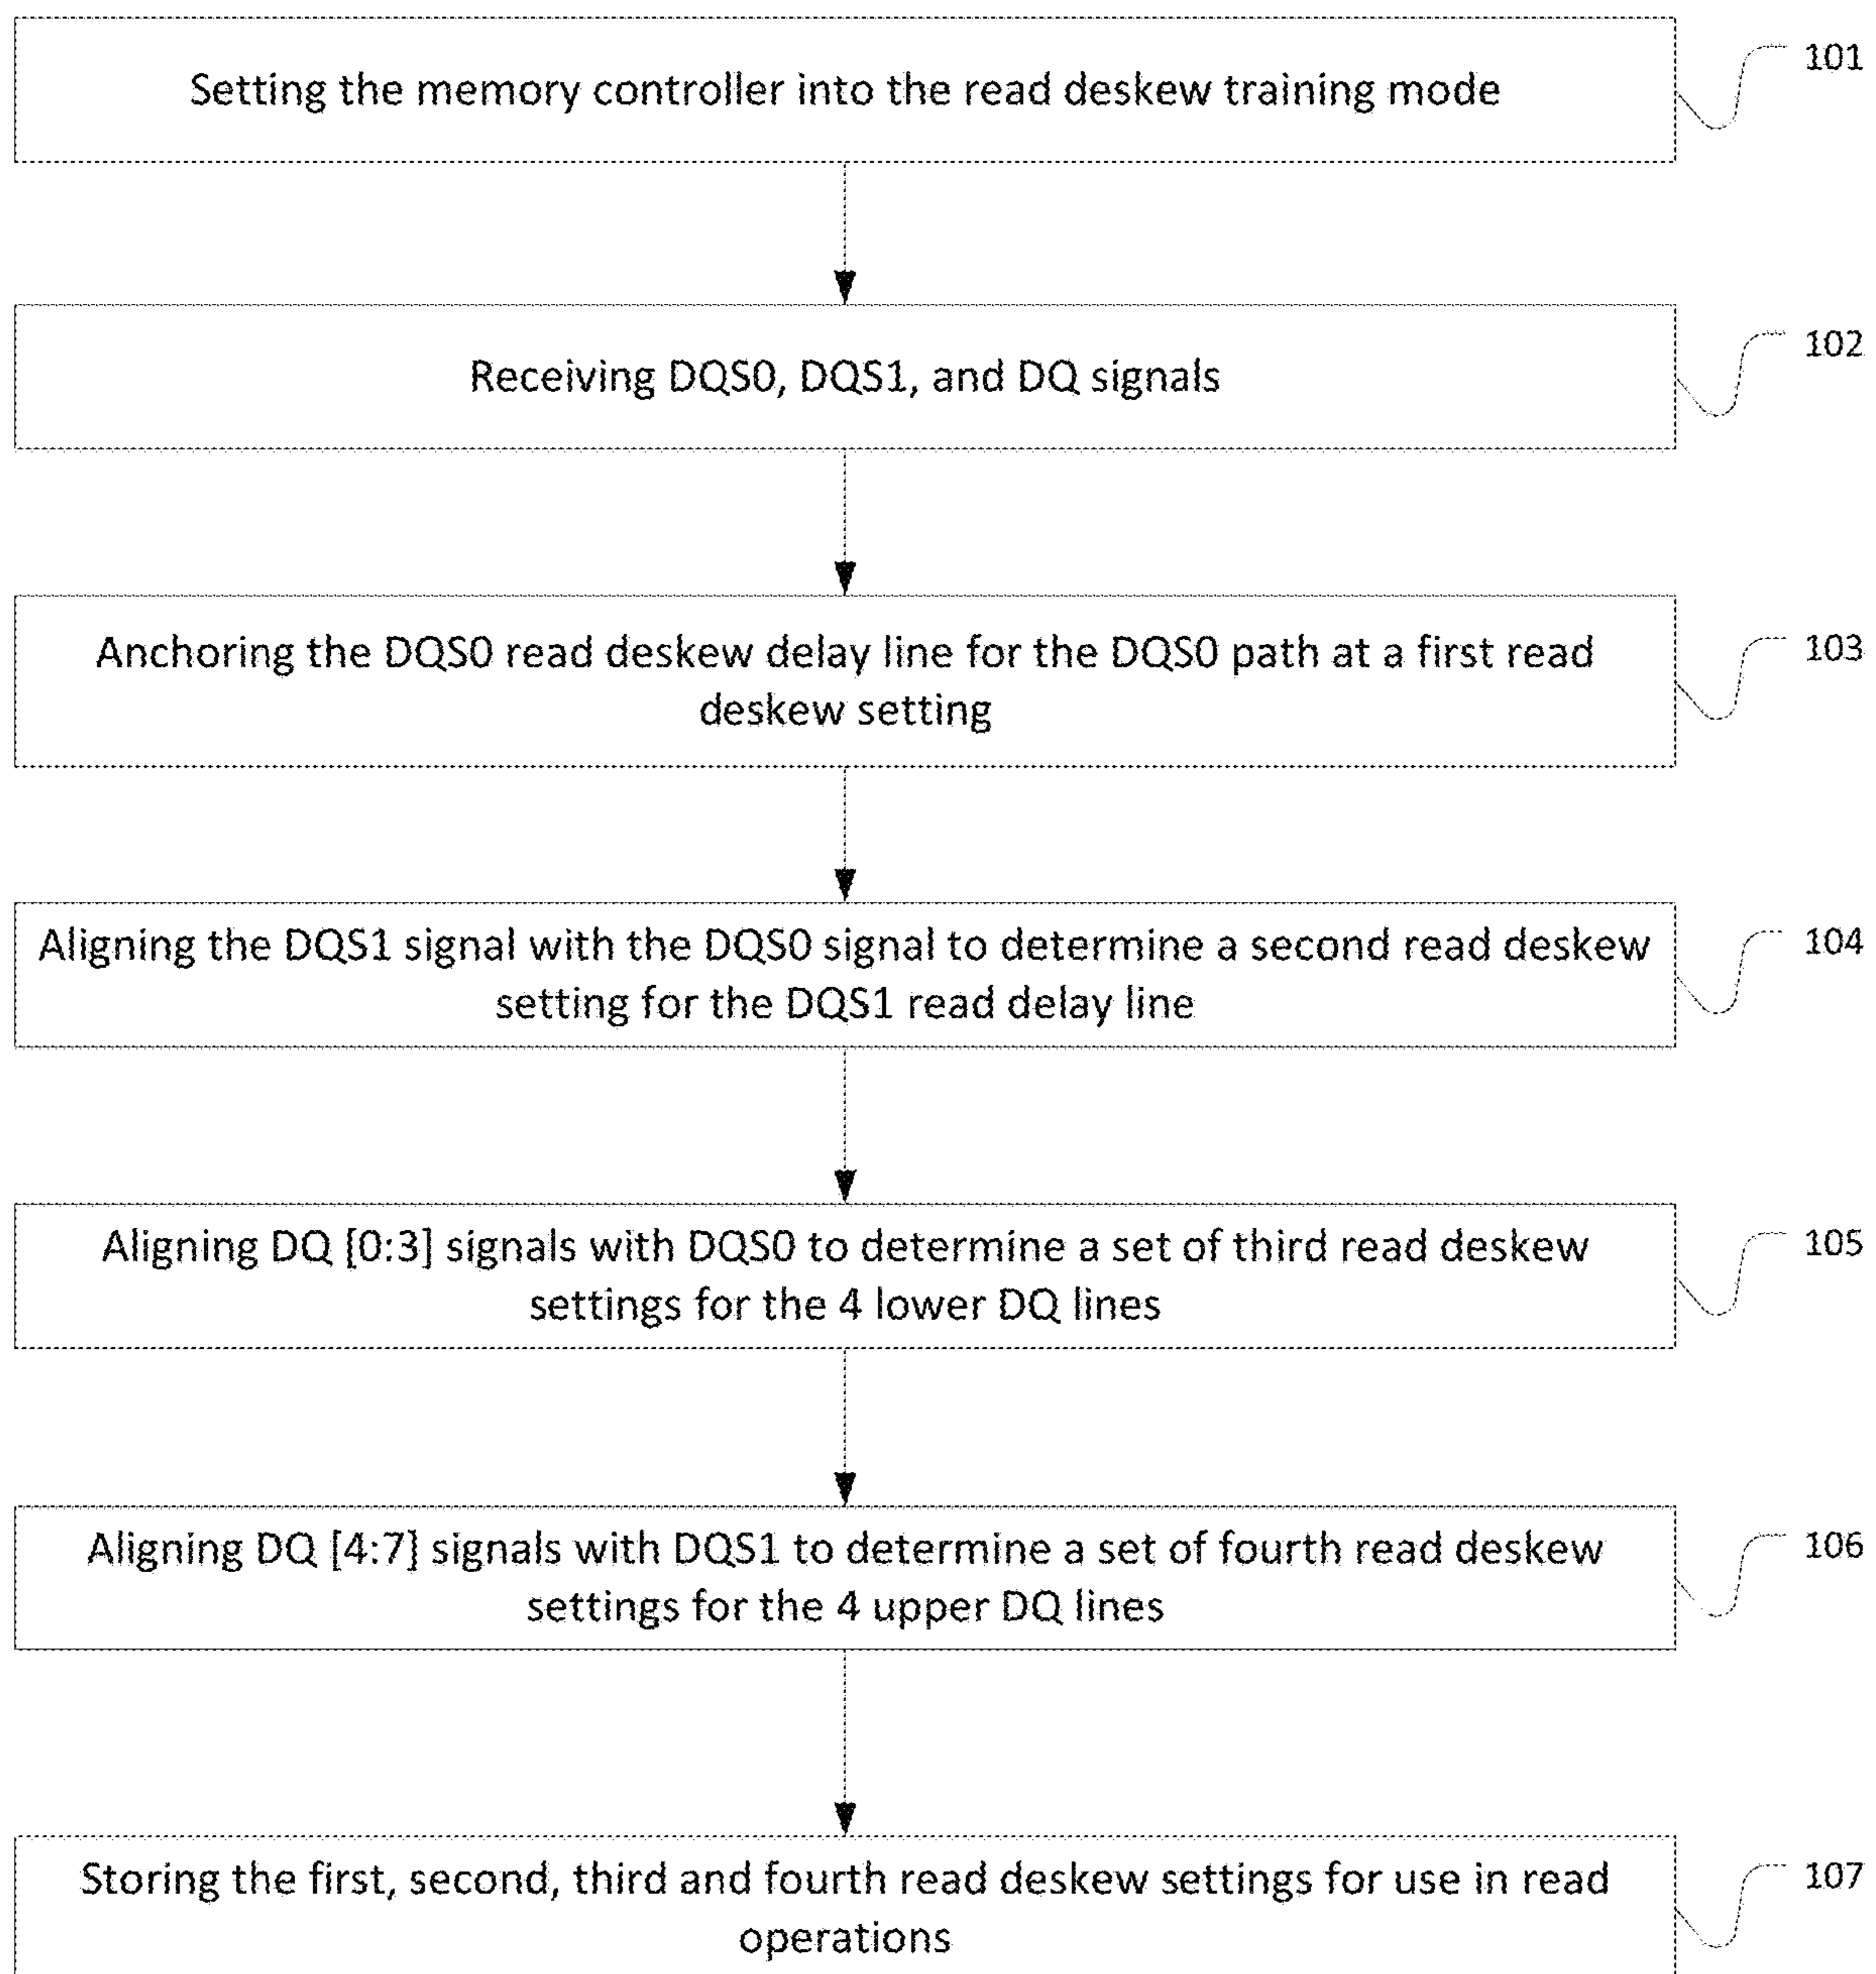 Setting the memory controller into the read deskew training mode
101
Receiving DQS0, DQS1, and DQ signals
102
Anchoring the DQS0 read deskew delay line for the DQS0 path at a first read
deskew setting
103
Aligning the DQS1 signal with the DQS0 signal to determine a second read deskew
setting for the DQS1 read delay line
104
Aligning DQ [0:3] signals with DQS0 to determine a set of third read deskew
settings for the 4 lower DQ lines
105
Aligning DQ [4:7] signals with DQS1 to determine a set of fourth read deskew
settings for the 4 upper DQ lines
106
Storing the first, second, third and fourth read deskew settings for use in read
operations
107